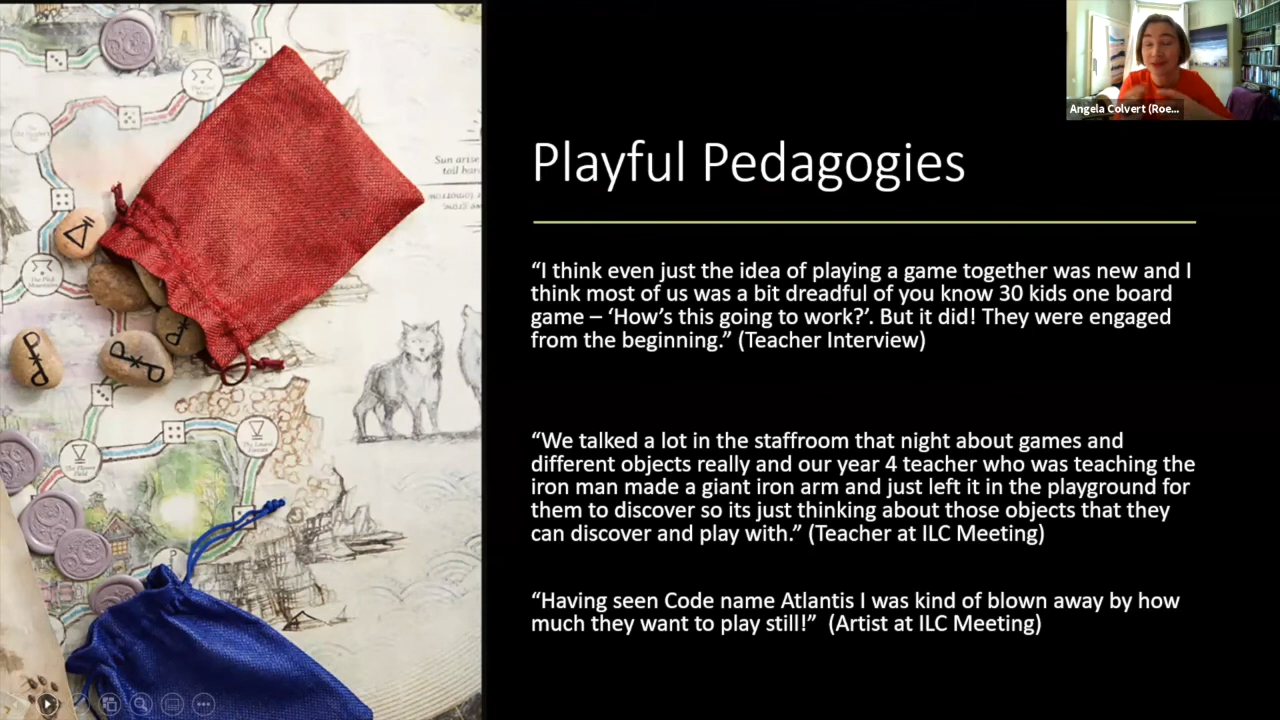 Angela Colvert (Roe...
Sun arise
Playful Pedagogies
“I think even just the idea of playing a game together was new and I
think most of us was a bit dreadful of you know 30 kids one board
game – ‘How’s this going to work?’. But it did! They were engaged
from the beginning.” (Teacher Interview)
“We talked a lot in the staffroom that night about games and
different objects really and our year 4 teacher who was teaching the
iron man made a giant iron arm and just left it in the playground for
them to discover so its just thinking about those objects that they
can discover and play with.” (Teacher at ILC Meeting)
“Having seen Code name Atlantis I was kind of blown away by how
much they want to play still!”  (Artist at ILC Meeting)